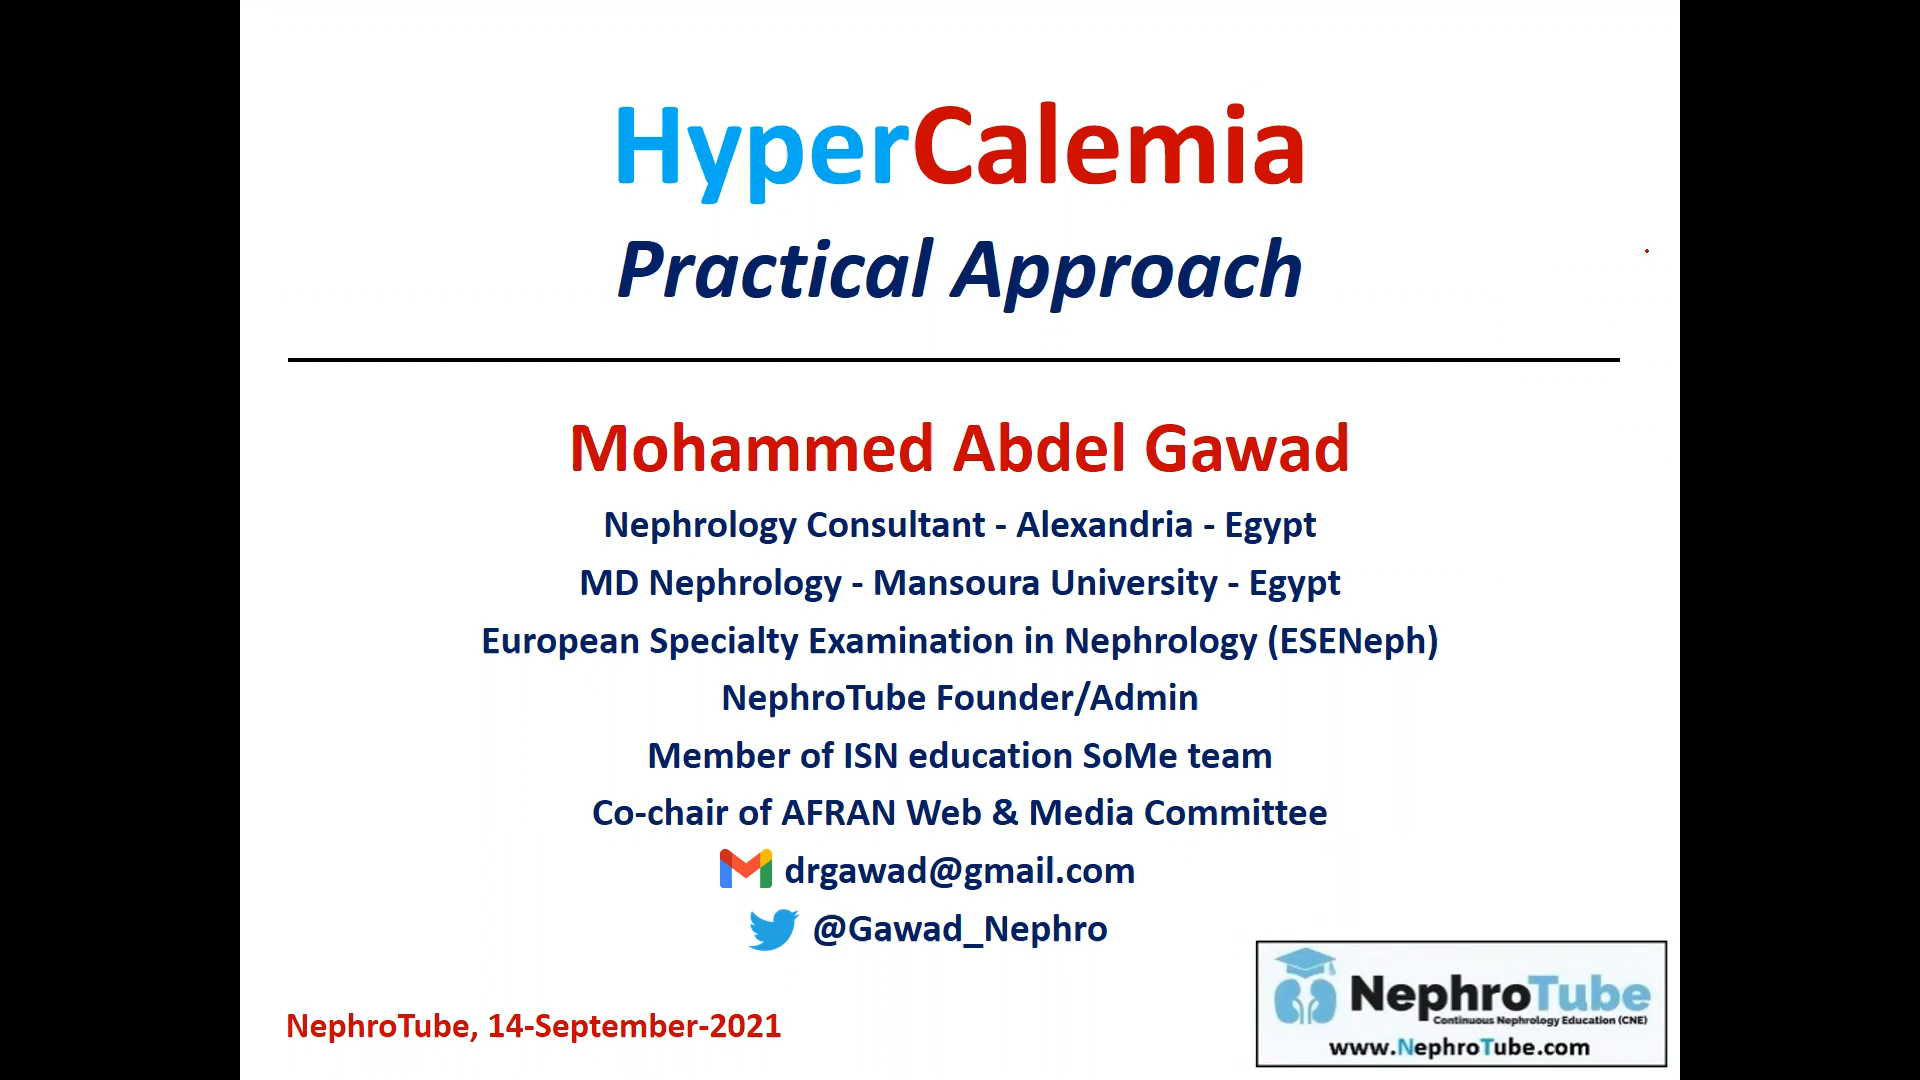 HyperCalemia
Practical Approach
Mohammed Abdel Gawad
Nephrology Consultant - Alexandria - Egypt
MD Nephrology - Mansoura University - Egypt
European Specialty Examination in Nephrology (ESENeph)
NephroTube Founder/Admin
Member of ISN education SoMe team
Co-chair of AFRAN Web & Media Committee
drgawad@gmail.com
@Gawad_Nephro
NephroTube, 14-September-2021
NephroTube
Continuous Nephrology Education (CNE)
www.NephroTube.com